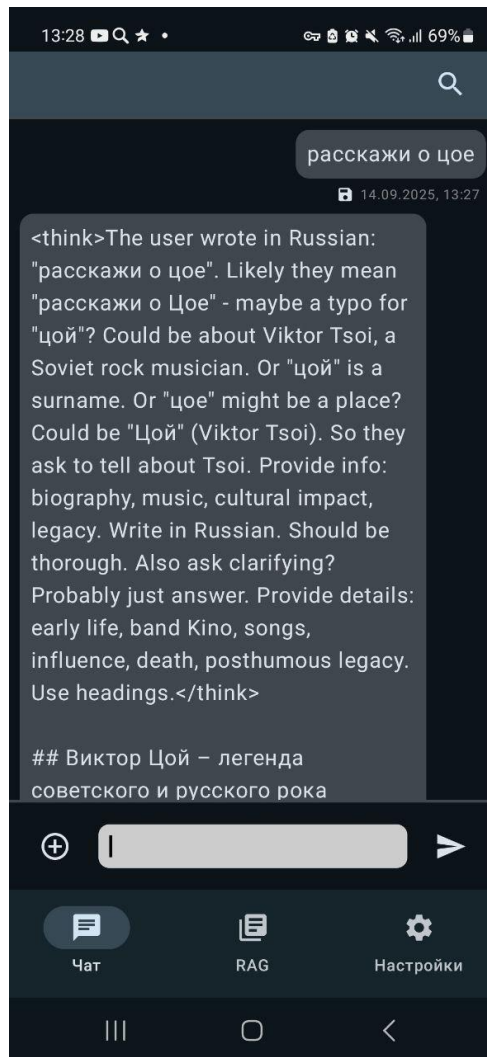 13:28
69%
расскажи о цое
14.09.2025, 13:27
<think>The user wrote in Russian:
"расскажи о цое". Likely they mean
"расскажи о Цое" - maybe a typo for
"цой"? Could be about Viktor Tsoi, a
Soviet rock musician. Or "цой" is a
surname. Or "цое" might be a place?
Could be "Цой" (Viktor Tsoi). So they
ask to tell about Tsoi. Provide info:
biography, music, cultural impact,
legacy. Write in Russian. Should be
thorough. Also ask clarifying?
Probably just answer. Provide details:
early life, band Kino, songs,
influence, death, posthumous legacy.
Use headings.</think>
## Виктор Цой – легенда
советского и русского рока
Чат
RAG
Настройки